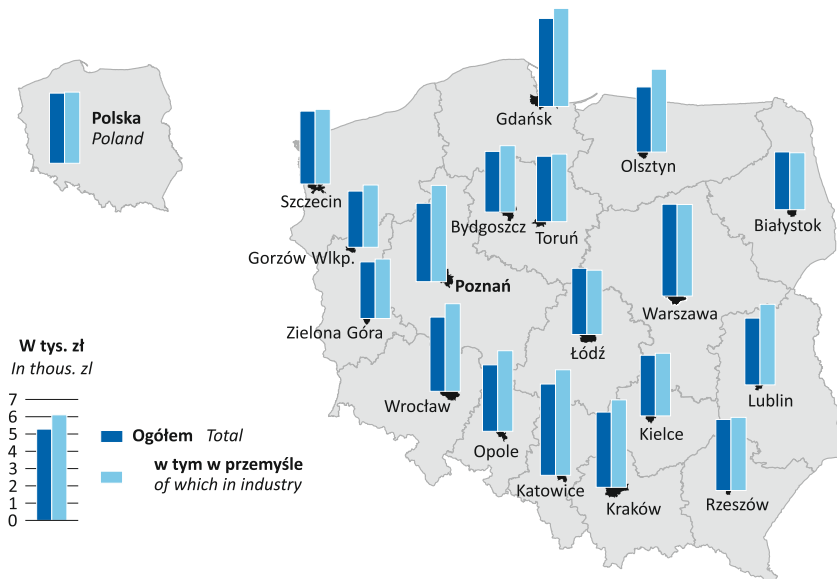 Polska
Poland
Gdańsk
Olsztyn
Szczecin
Bydgoszcz
Toruń
Białystok
Gorzów Wlkp.
Poznań
Warszawa
Zielona Góra
Łódź
Wrocław
Lublin
Kielce
Opole
Katowice
Kraków
Rzeszów
W tys. zł
In thous. zl
7
6
5
4
3
2
1
0
Ogółem Total
w tym w przemyśle
of which in industry